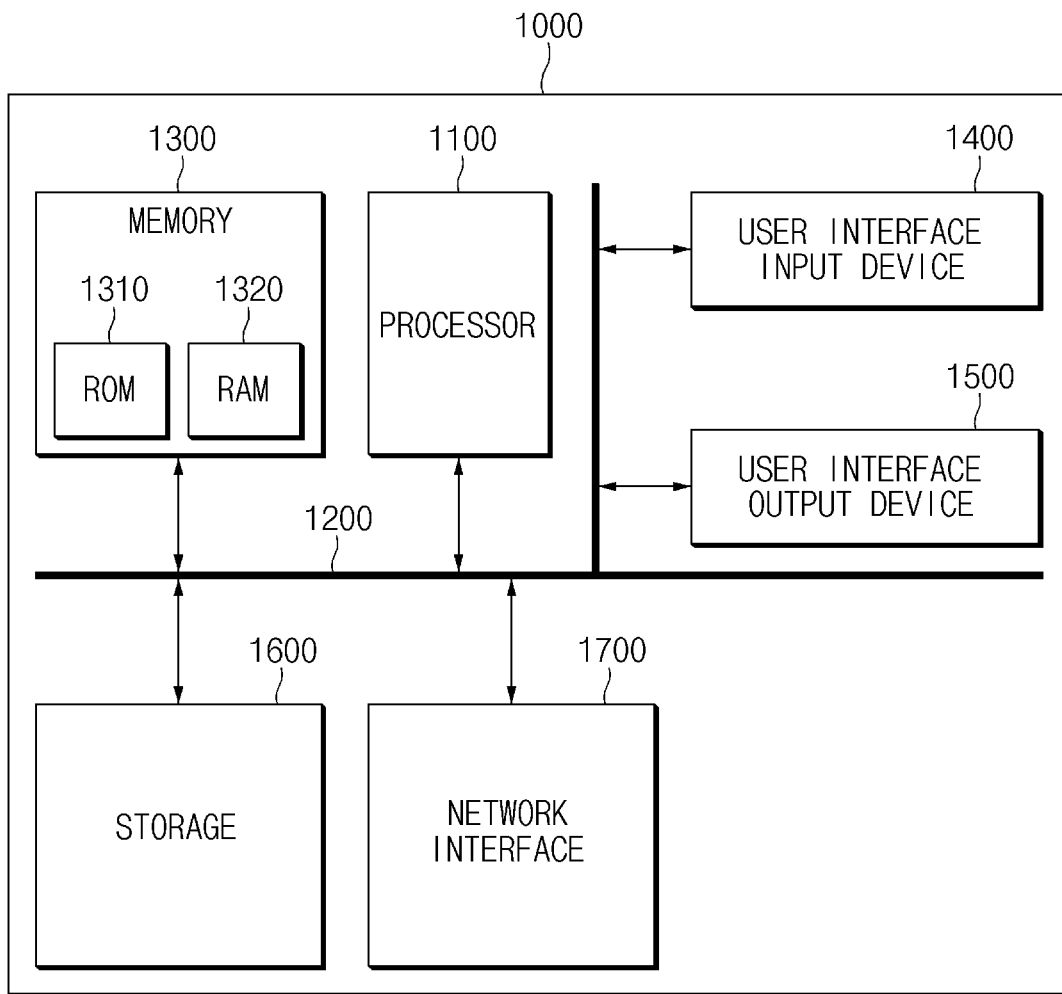 1000
1300
1100
1400
MEMORY
1310
1320
ROM
RAM
PROCESSOR
USER INTERFACE
INPUT DEVICE
1500
USER INTERFACE
OUTPUT DEVICE
1200
1600
1700
STORAGE
NETWORK
INTERFACE